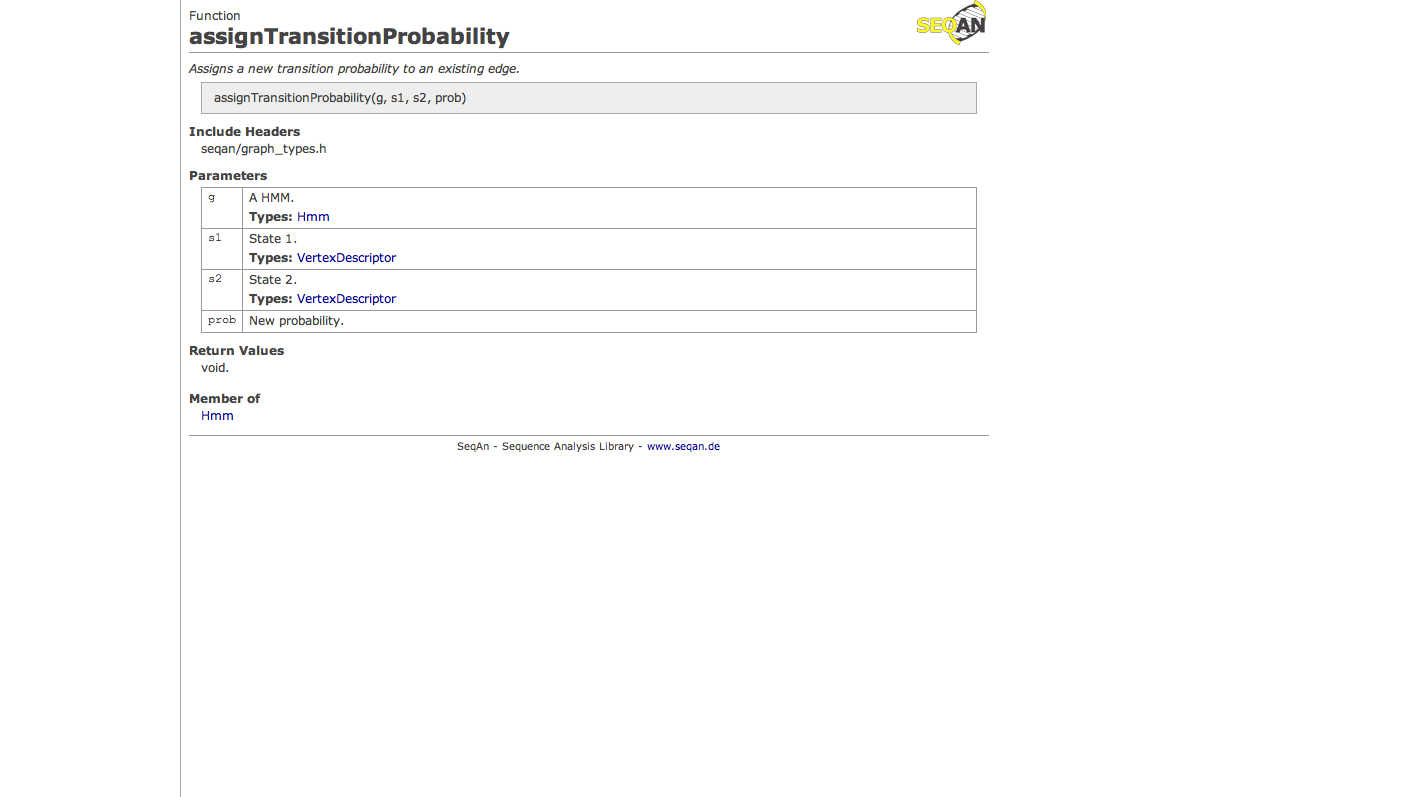 Function
SEQAN
assignTransitionProbability
Assigns a new transition probability to an existing edge.
assignTransitionProbability(g, s1, s2, prob)
Include Headers
seqan/graph_types.h
Parameters
g A HMM.
Types: Hmm
s1 State 1.
Types: VertexDescriptor
s2 State 2.
Types: VertexDescriptor
prob New probability.
Return Values
void.
Member of
Hmm
SeqAn - Sequence Analysis Library - www.seqan.de